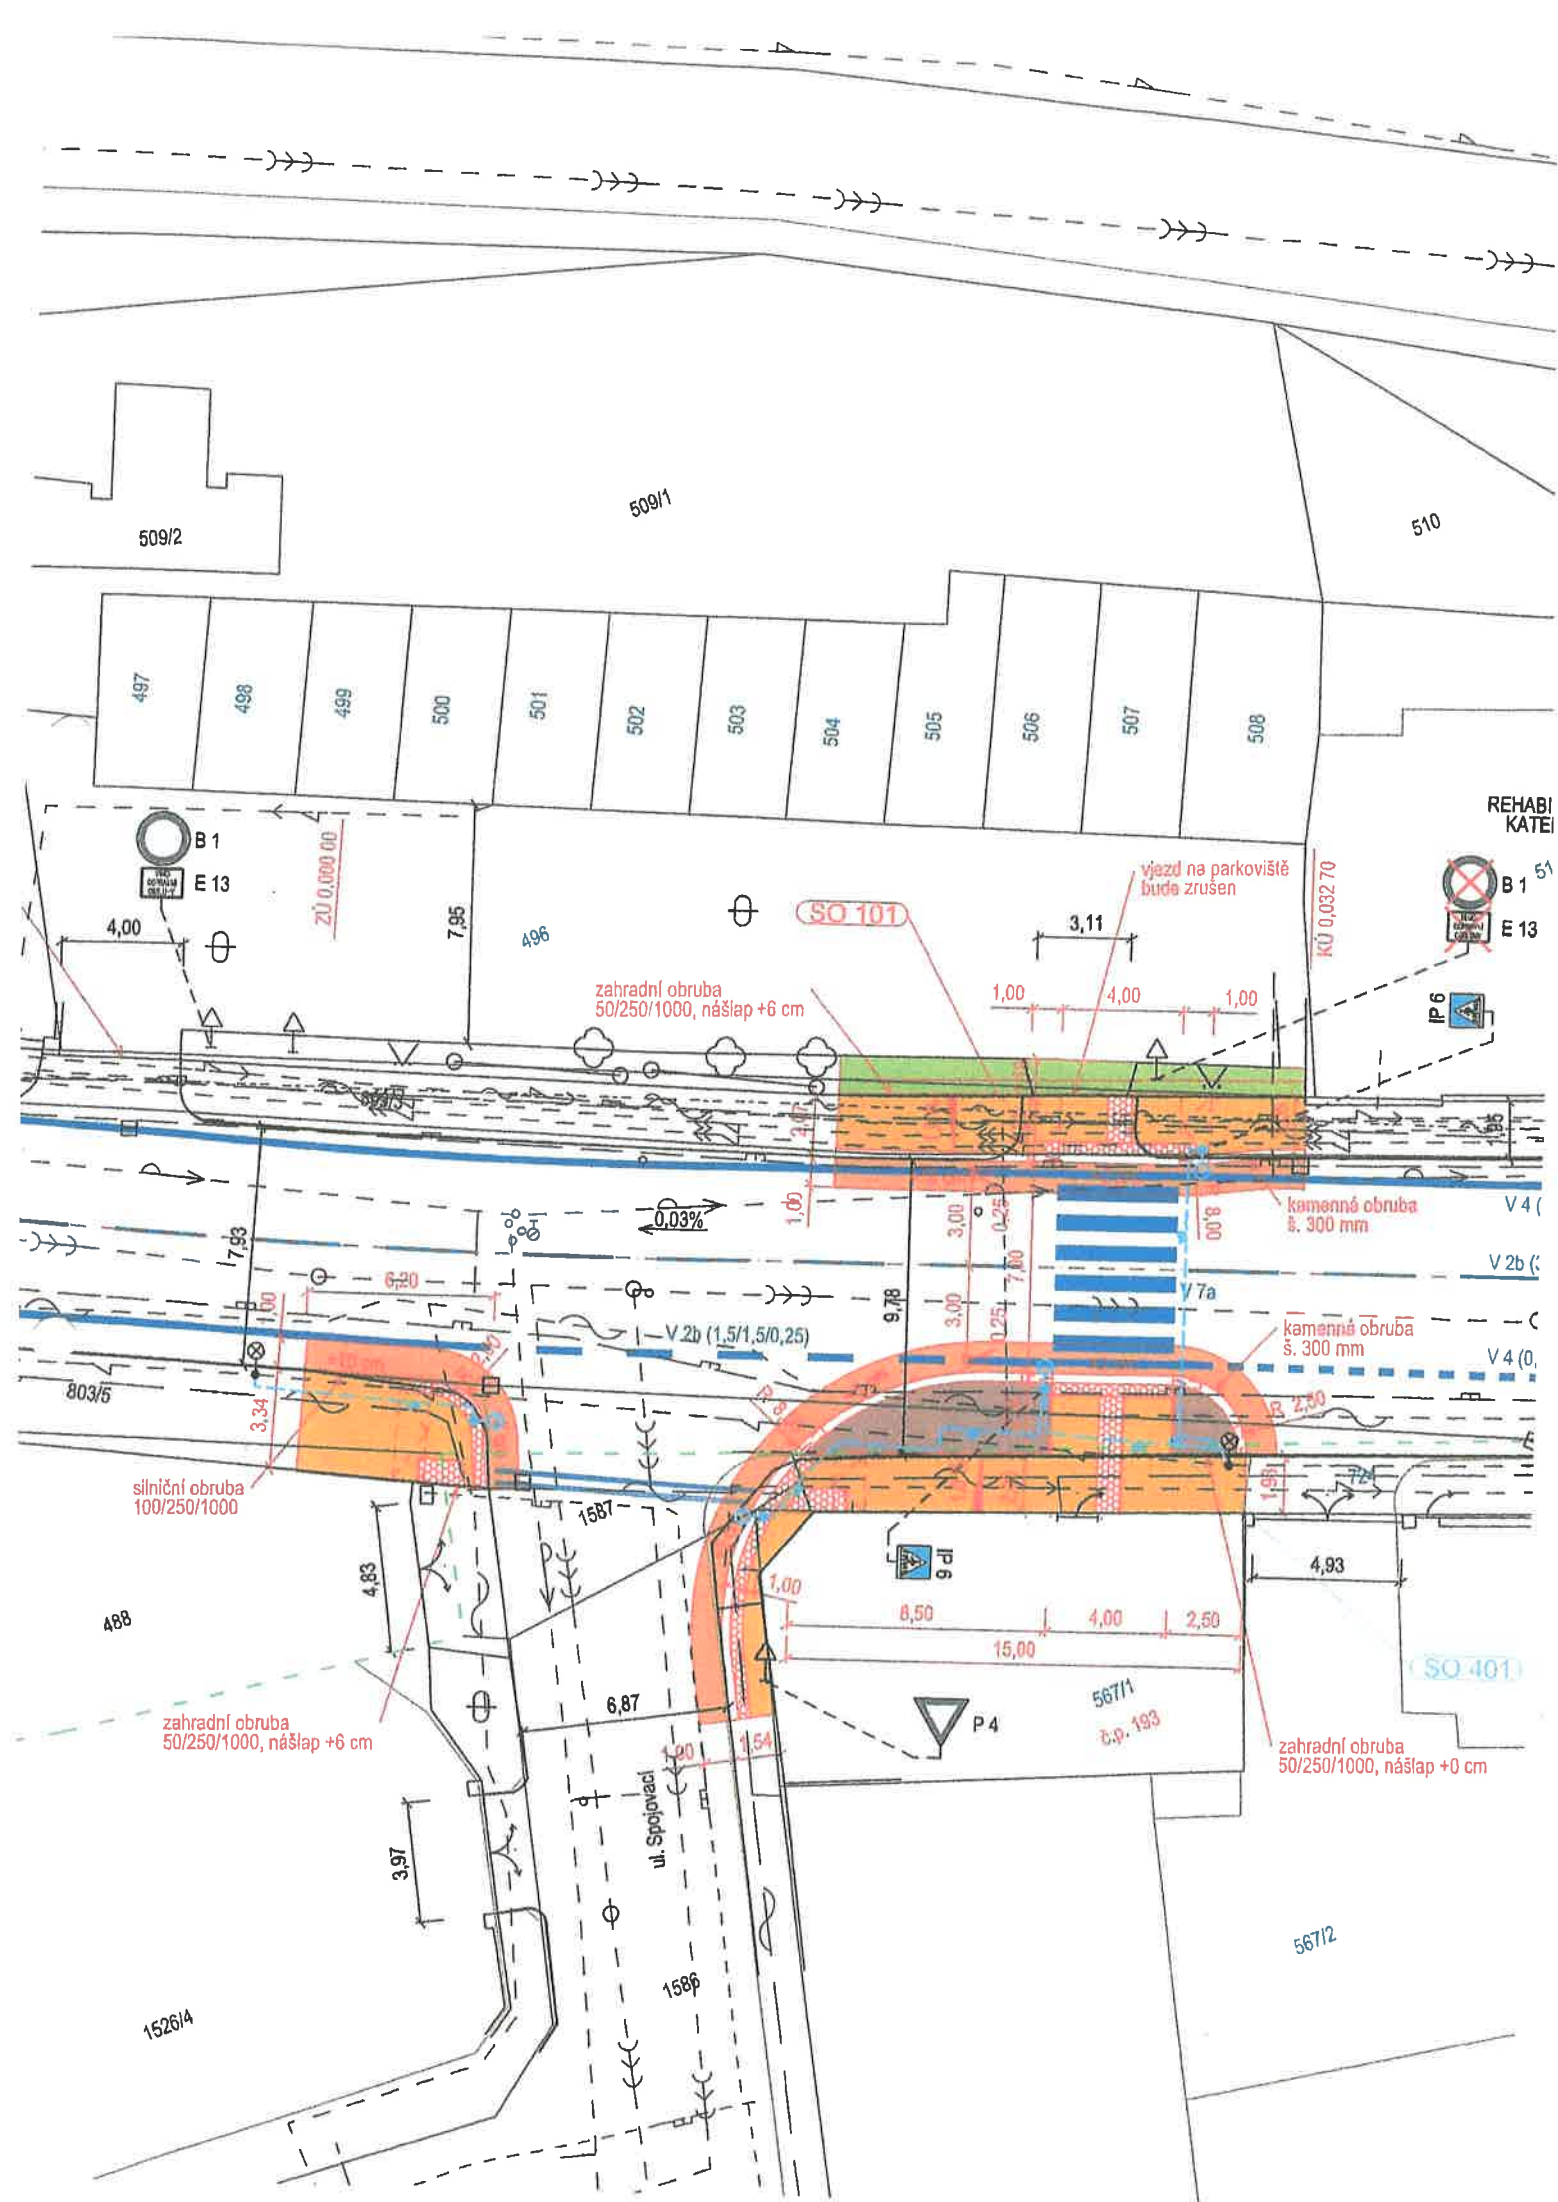 509/1
510
509/2
497
498
499
500
501
502
503
504
505
506
507
508
REHABI
KATEI
B 1
E 13
ZÚ 0,000 00
vjezd na parkoviště
bude zrušen
KÚ 0,032 70
B 1
51
E 13
4,00
7,95
496
SO 101
3,11
zahradní obruba
50/250/1000, nášlap +6 cm
1,00
4,00
1,00
IP 6
1,95
1,00
7,93
0,03%
3,00
0,25
8,00
kamenná obruba
š. 300 mm
V 4 (
6,20
7,00
V 2b (
7a
9,78
3,00
0,25
V 2b (1,5/1,5/0,25)
kamenná obruba
š. 300 mm
V 4 (0,
803/5
3,34
R 2,50
silniční obruba
100/250/1000
1587
4,83
IP 6
4,93
488
1,00
8,50
4,00
2,50
15,00
SO 401
6,87
567/1
č.p. 193
P 4
zahradní obruba
50/250/1000, nášlap +6 cm
1,54
zahradní obruba
50/250/1000, nášlap +0 cm
ul. Spojovací
3,97
567/2
1586
1526/4